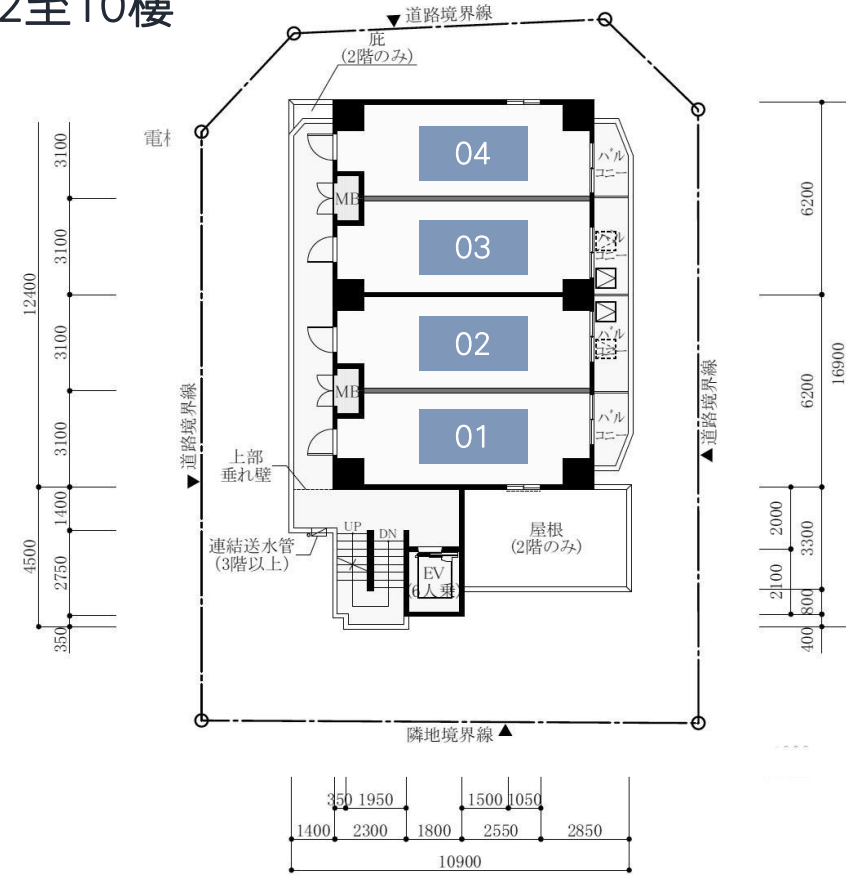 2至10樓
道路境界線
庇
(2階のみ)
電柱
04
バル
コニー
MB
03
バル
コニー
02
バル
コニー
MB
01
バル
コニー
道路境界線
道路境界線
上部
垂れ壁
UP
DN
連結送水管
(3階以上)
EV
(6人乗)
屋根
(2階のみ)
隣地境界線
3100
3100
3100
3100
12400
1400
2750
350
4500
6200
6200
16900
2000
3300
2100
800
400
350
1950
1500
1050
1400
2300
1800
2550
2850
10900